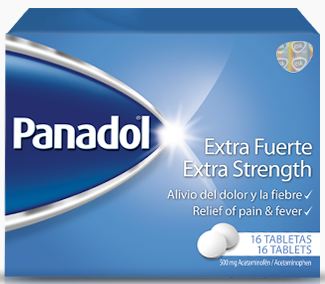 Panadol®
Extra Fuerte
Extra Strength
Alivio del dolor y la fiebre ✓
Relief of pain & fever ✓
16 TABLETAS
16 TABLETS
500 mg Acetaminofén / Acetaminophen